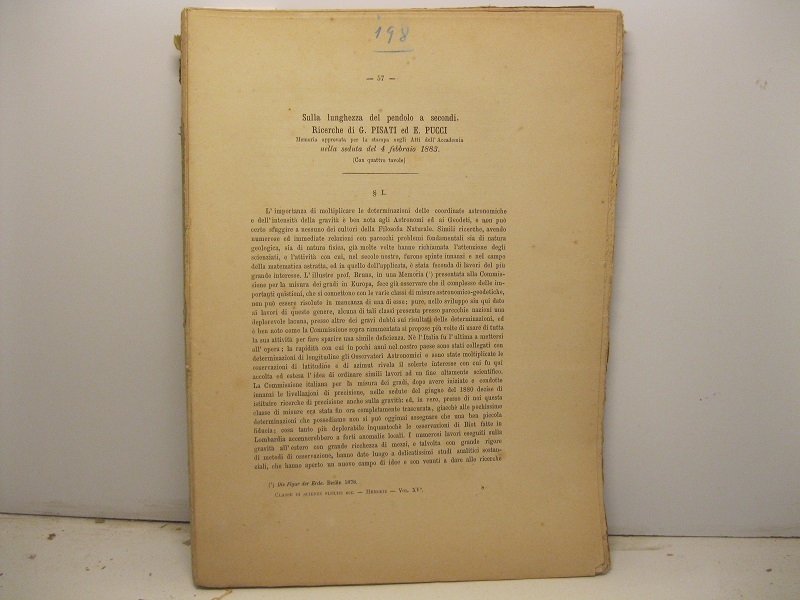 198
— 57 —
Sulla lunghezza del pendolo a secondi.
Ricerche di G. PISATI ed E. PUCCI
Memoria approvata per la stampa negli Atti dell'Accademia
nella seduta del 4 febbraio 1883.
(Con quattro tavole)
§ I.
L'importanza di moltiplicare le determinazioni delle coordinate astronomiche
e dell'intensità della gravità è ben nota agli Astronomi ed ai Geodeti, e non può
certo sfuggire a nessuno dei cultori della Filosofia Naturale. Simili ricerche, avendo
numerose ed immediate relazioni con parecchi problemi fondamentali sia di natura
geologica, sia di natura fisica, già molte volte hanno richiamata l'attenzione degli
scienziati, e l'attività con cui, nel secolo nostro, furono spinte innanzi e nel campo
della matematica astratta, ed in quello dell'applicata, è stata feconda di lavori del più
grande interesse. L'illustre prof. Bruns, in una Memoria (¹) presentata alla Commis-
sione per la misura dei gradi in Europa, fece già osservare che il complesso delle im-
portanti quistioni, che si connettono con le varie classi di misure astronomico-geodetiche,
non può essere risoluto in mancanza di una di esse; pure, nello sviluppo sin qui dato
ai lavori di questo genere, alcuna di tali classi presenta presso parecchie nazioni una
deplorevole lacuna, presso altre dei gravi dubbi sui risultati delle determinazioni, ed
è ben noto come la Commissione sopra rammentata si propose più volte di usare di tutta
la sua attività per fare sparire una simile deficienza. Nè l'Italia fu l'ultima a mettersi
all'opera; la rapidità con cui in pochi anni nel nostro paese sono stati collegati con
determinazioni di longitudine gli Osservatori Astronomici e sono state moltiplicate le
osservazioni di latitudine e di azimut rivela il solerte interesse con cui fu qui
accolta ed estesa l'idea di ordinare simili lavori ad un fine altamente scientifico.
La Commissione italiana per la misura dei gradi, dopo avere iniziate e condotte
innanzi le livellazioni di precisione, nelle sedute del giugno del 1880 decise di
istituire ricerche di precisione anche sulla gravità: ed, in vero, presso di noi questa
classe di misure era stata fin ora completamente trascurata, giacchè alle pochissime
determinazioni che possediamo non si può oggimai assegnare che una ben piccola
fiducia; cosa tanto più deplorabile inquantochè le osservazioni di Biot fatte in
Lombardia accennerebbero a forti anomalie locali. I numerosi lavori eseguiti sulla
gravità all'estero con grande ricchezza di mezzi, e talvolta con grande rigore
di metodi di osservazione, hanno dato luogo a delicatissimi studi analitici sostan-
ziali, che hanno aperto un nuovo campo di idee e son venuti a dare alle ricerche
(¹) Die Figur der Erde: Berlin 1878.
CLASSE DI SCIENZE FISICHE ecc. — MEMORIE — VOL. XV°.
8